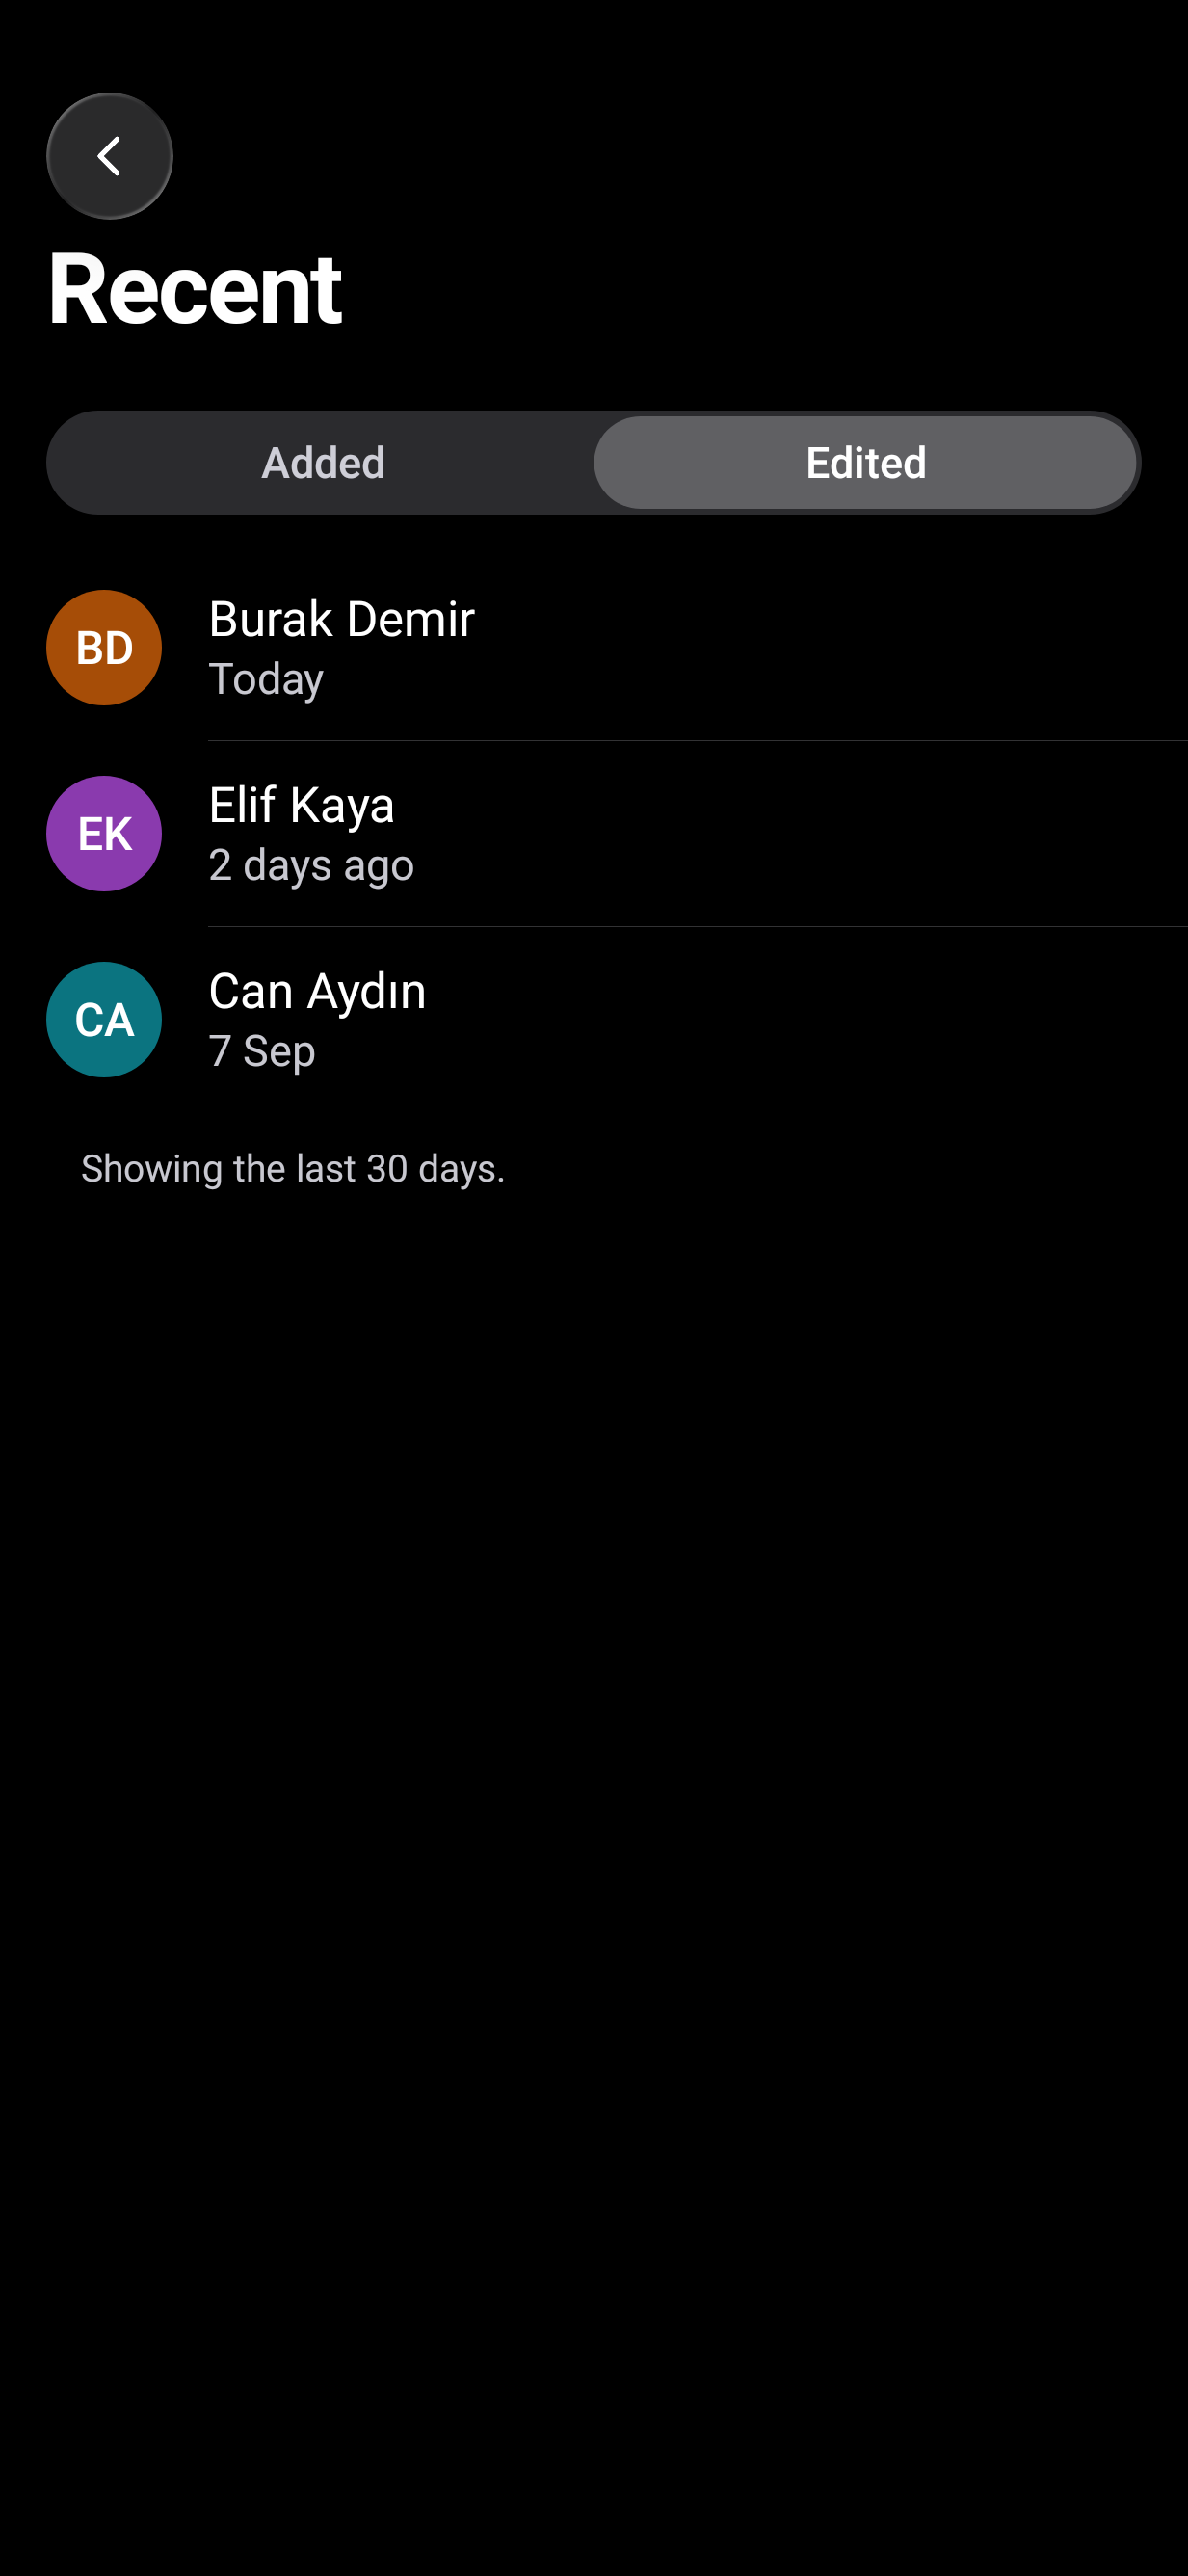 Recent
Added
Edited
BD
Burak Demir
Today
EK
Elif Kaya
2 days ago
CA
Can Aydın
7 Sep
Showing the last 30 days.